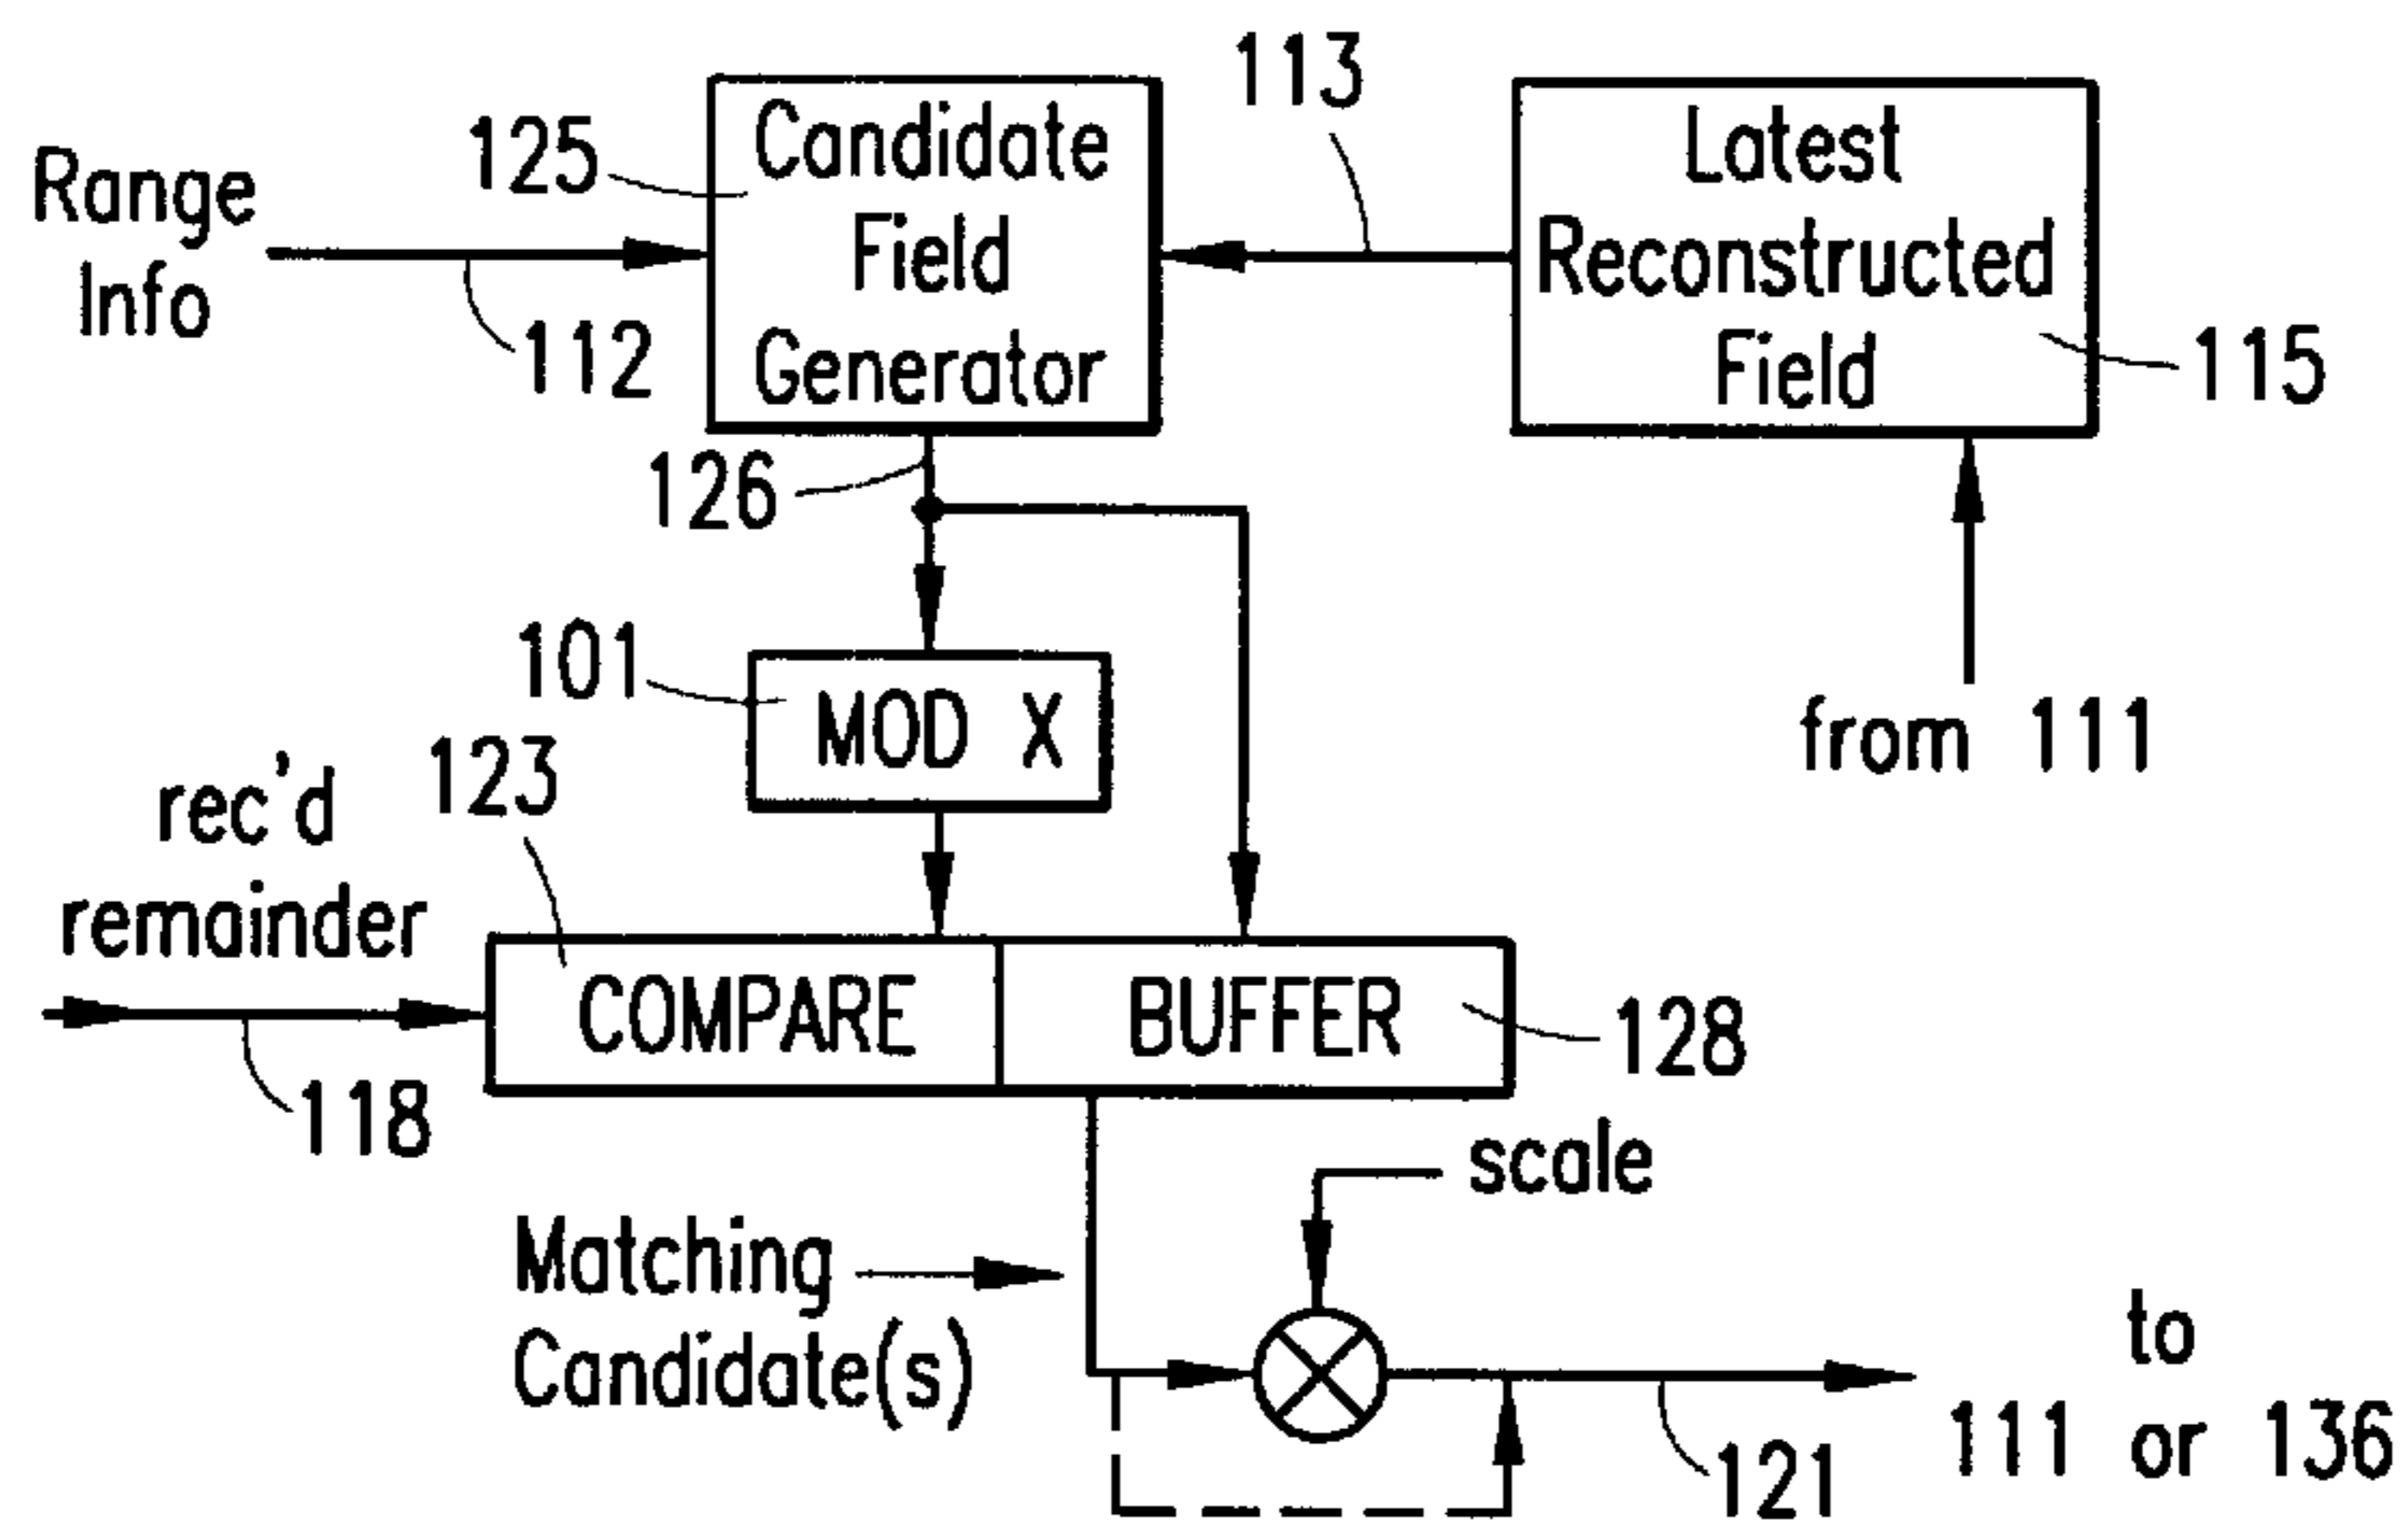 113
125
Candidate
Field
Generator
Latest
Reconstructed
Field
Range
Info
112
115
126
from 111
101
MOD X
123
rec'd
remainder
COMPARE
BUFFER
128
118
scale
Matching
Candidate(s)
to
111 or 136
121